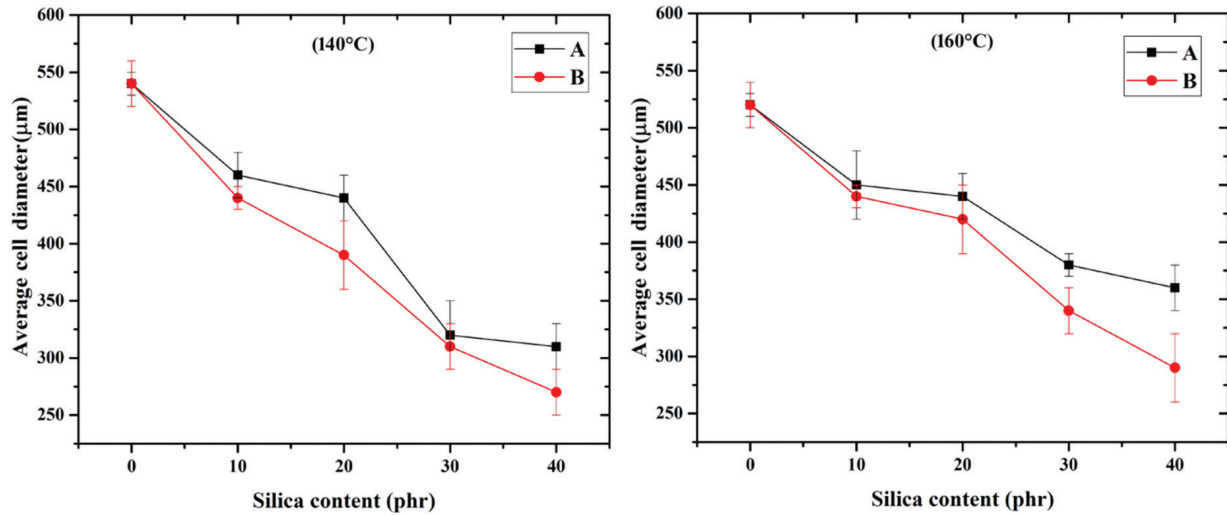 (140°C)
A
B
600
550
500
450
400
350
300
250
Average cell diameter(μm)
0 10 20 30 40
Silica content (phr)
(160°C)
A
B
600
550
500
450
400
350
300
250
Average cell diameter(μm)
0 10 20 30 40
Silica content (phr)